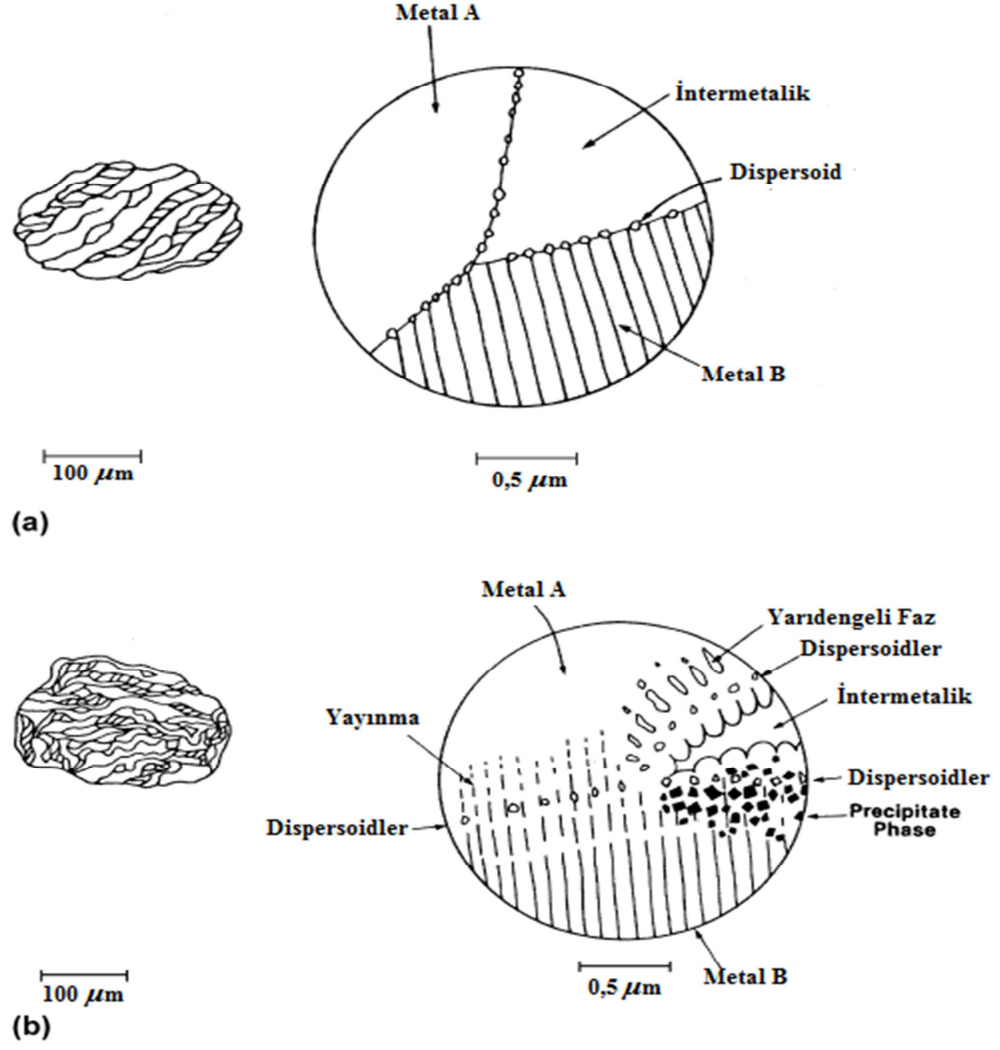 (a)
Metal A
İntermetalik
Dispersoid
Metal B
100 μm
0,5 μm
(b)
Metal A
Yarıdengeli Faz
Dispersoidler
İntermetalik
Yayınma
Dispersoidler
Dispersoidler
Precipitate
Phase
Metal B
100 μm
0,5 μm